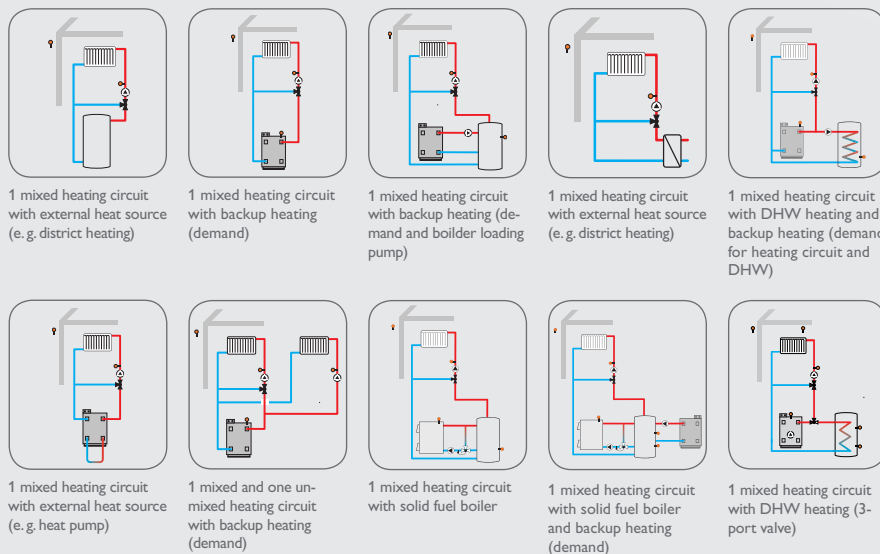 1 mixed heating circuit
with external heat source
(e. g. district heating)
1 mixed heating circuit
with backup heating
(demand)
1 mixed heating circuit
with backup heating (de-
mand and boilder loading
pump)
1 mixed heating circuit
with external heat source
(e. g. district heating)
1 mixed heating circuit
with DHW heating and
backup heating (demand
for heating circuit and
DHW)
1 mixed heating circuit
with external heat source
(e. g. heat pump)
1 mixed and one un-
mixed heating circuit
with backup heating
(demand)
1 mixed heating circuit
with solid fuel boiler
1 mixed heating circuit
with solid fuel boiler
and backup heating
(demand)
1 mixed heating circuit
with DHW heating (3-
port valve)